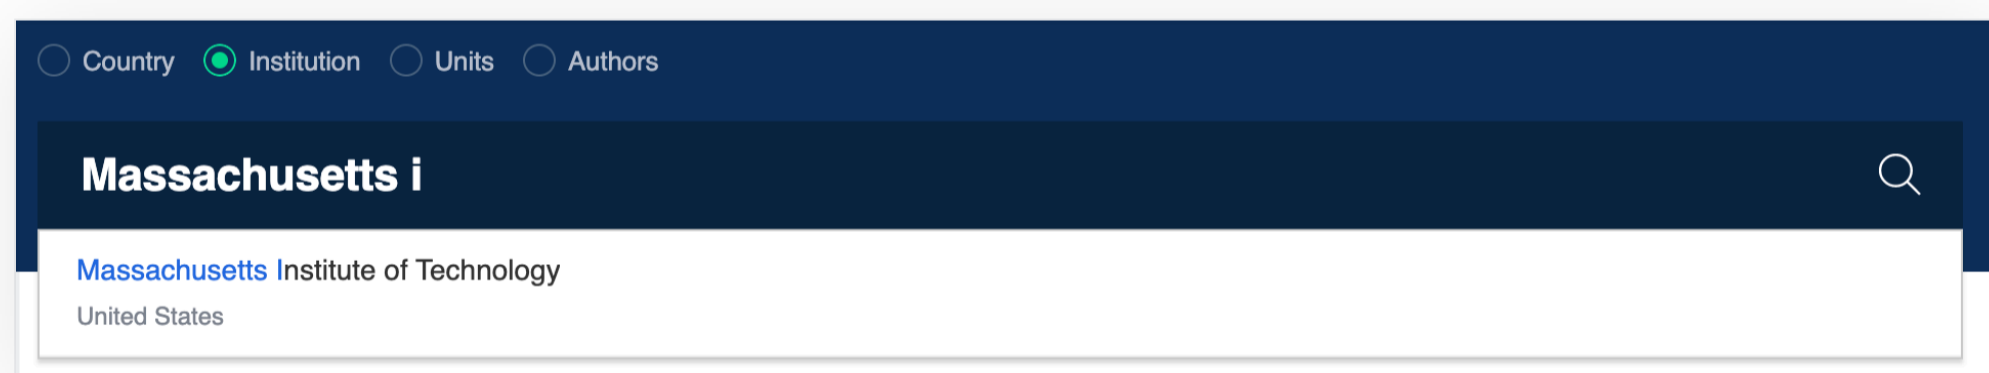 Country Institution Units Authors
Massachusetts i
Massachusetts Institute of Technology
United States